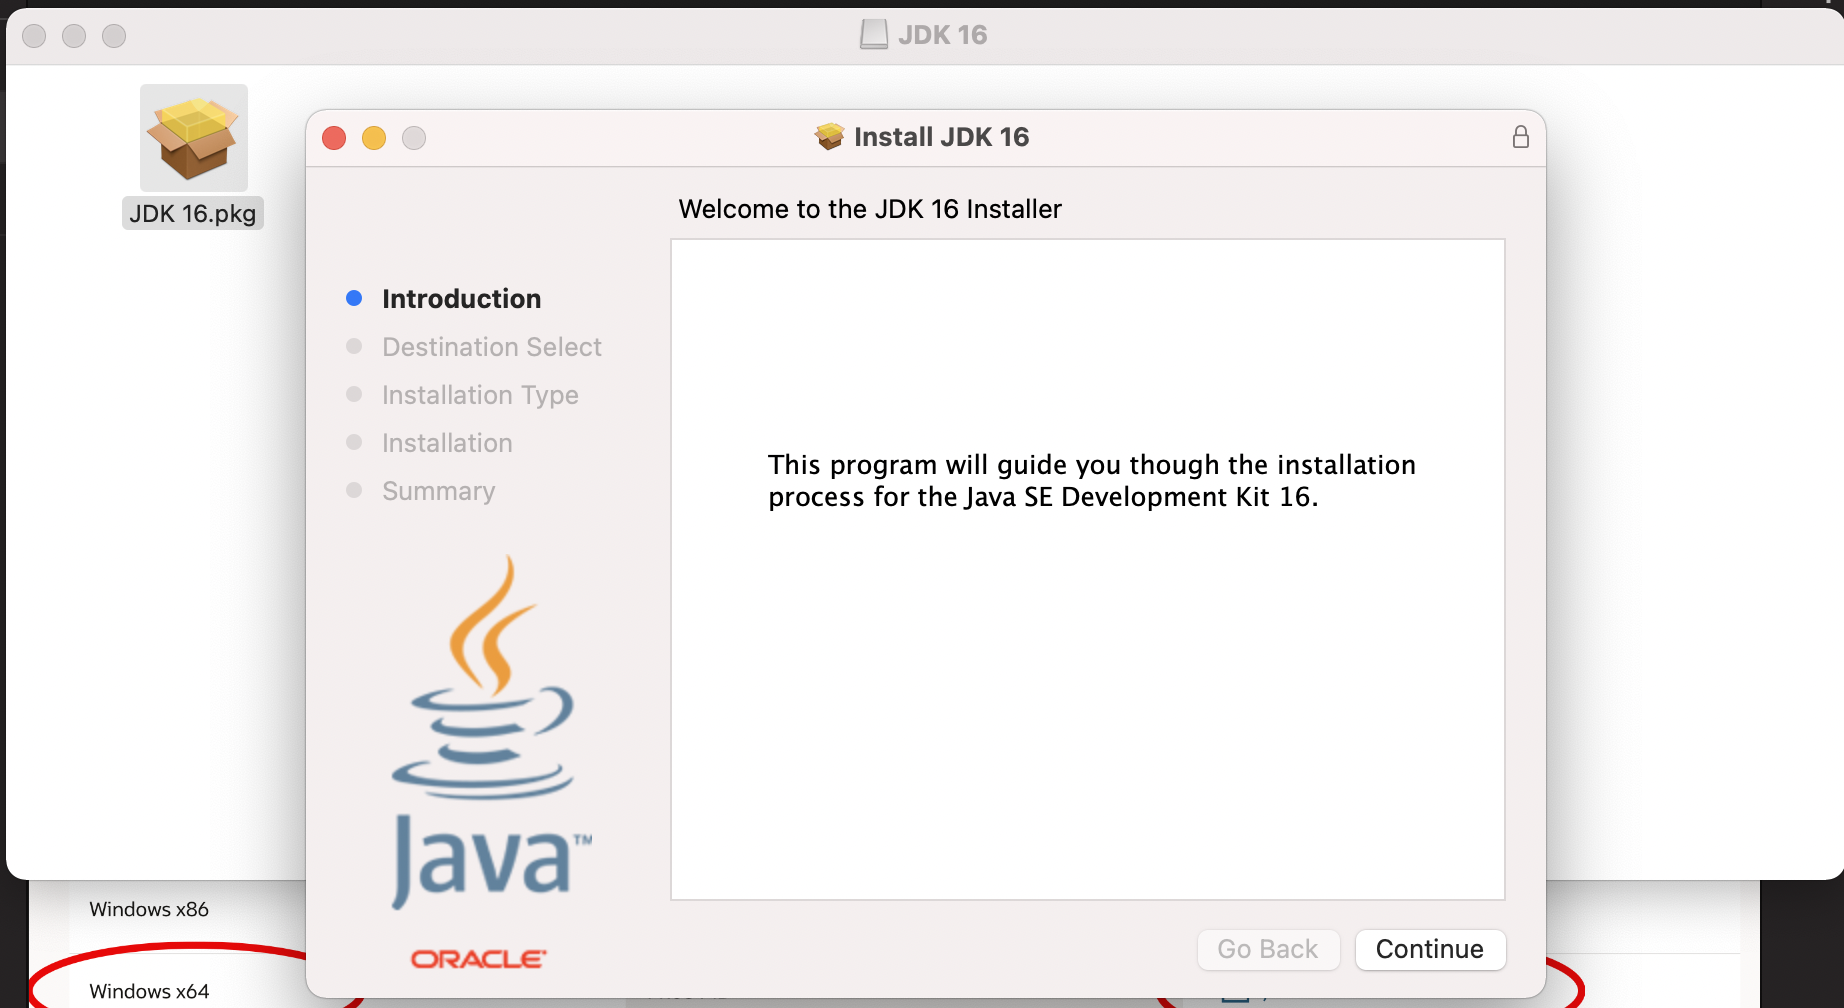 JDK 16
JDK 16.pkg
Install JDK 16
Welcome to the JDK 16 Installer
Introduction
Destination Select
Installation Type
Installation
Summary
This program will guide you though the installation
process for the Java SE Development Kit 16.
Java™
ORACLE
Go Back
Continue
Windows x86
Windows x64